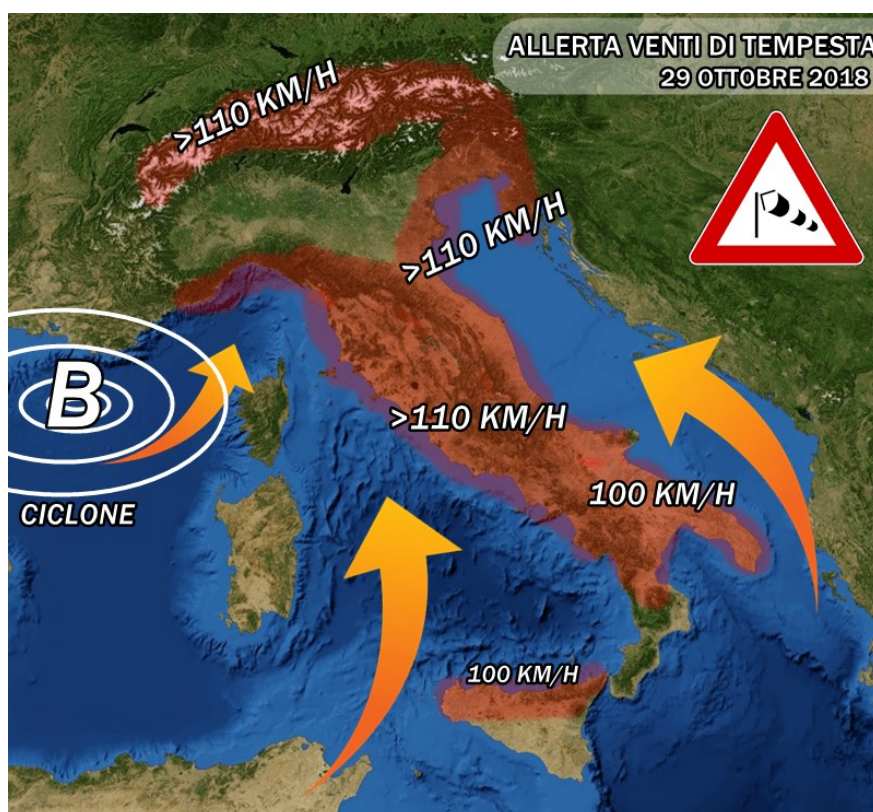 ALLERTA VENTI DI TEMPESTA
29 OTTOBRE 2018
>110 KM/H
>110 KM/H
B
>110 KM/H
100 KM/H
CICLONE
100 KM/H